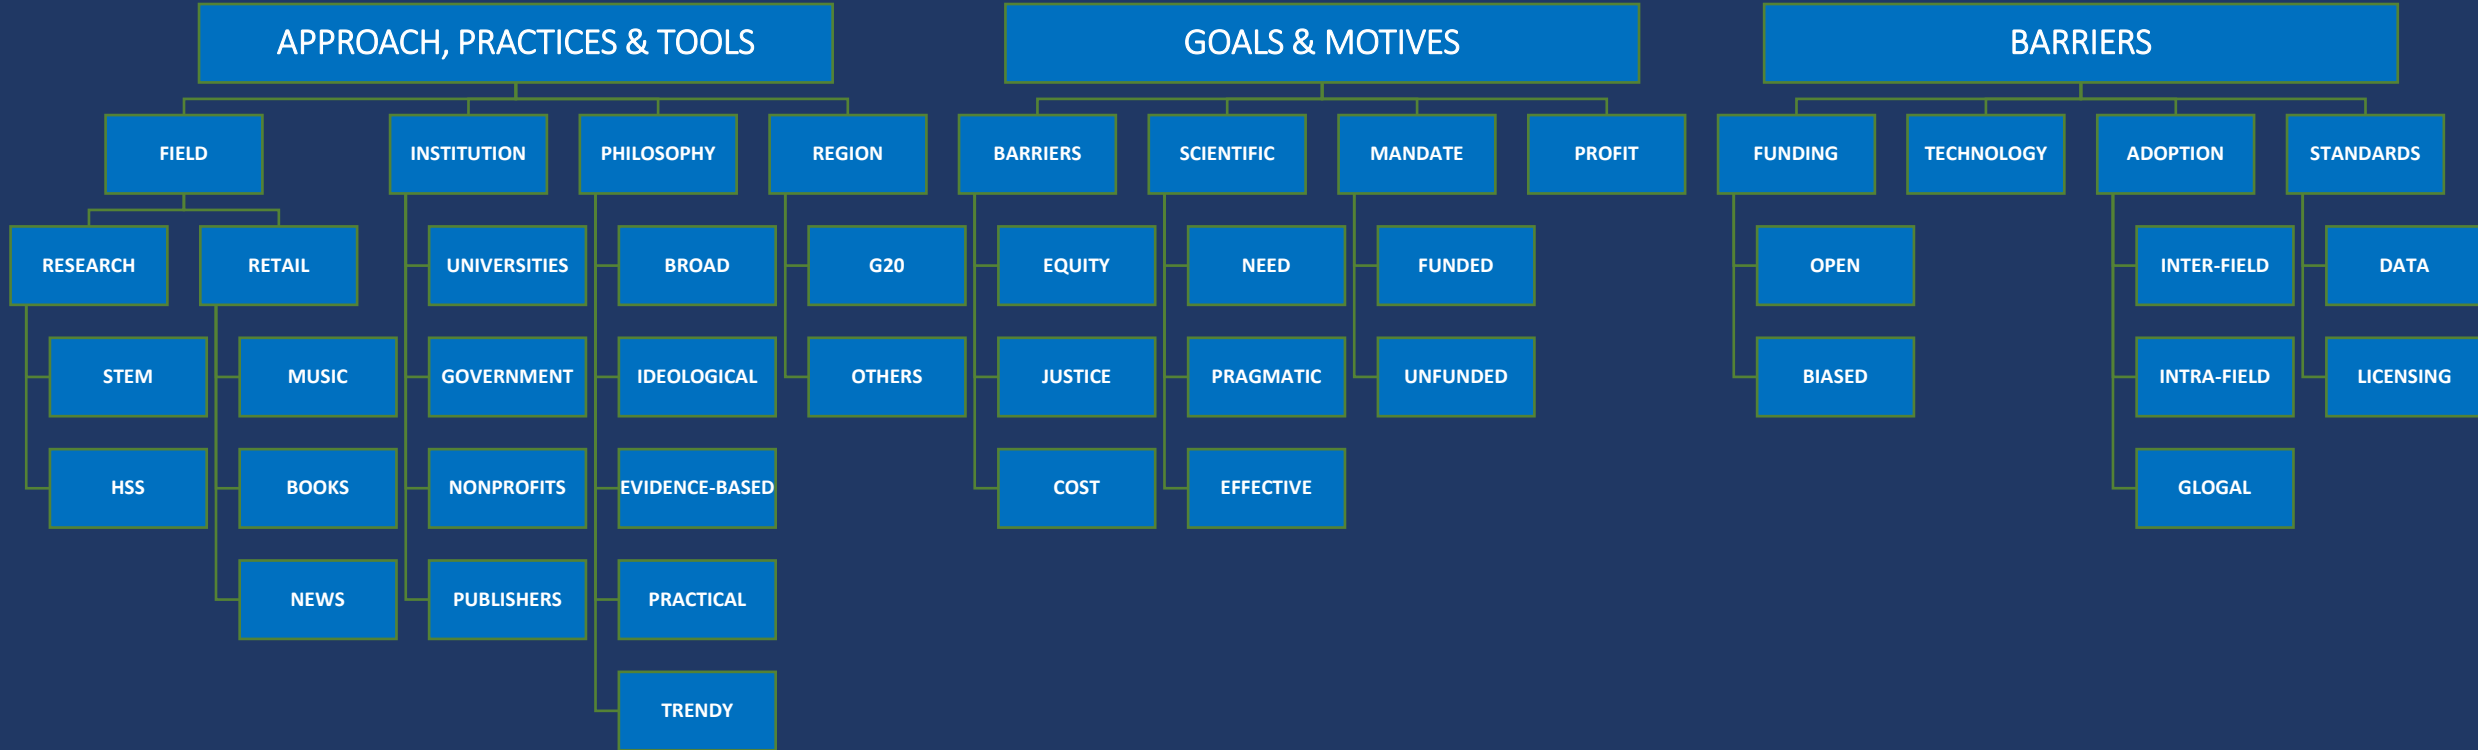 APPROACH, PRACTICES & TOOLS
GOALS & MOTIVES
BARRIERS
FIELD
INSTITUTION
PHILOSOPHY
REGION
BARRIERS
SCIENTIFIC
MANDATE
PROFIT
FUNDING
TECHNOLOGY
ADOPTION
STANDARDS
RESEARCH
RETAIL
UNIVERSITIES
BROAD
G20
EQUITY
NEED
FUNDED
OPEN
INTER-FIELD
DATA
STEM
MUSIC
GOVERNMENT
IDEOLOGICAL
OTHERS
JUSTICE
PRAGMATIC
UNFUNDED
BIASED
INTRA-FIELD
LICENSING
HSS
BOOKS
NONPROFITS
EVIDENCE-BASED
COST
EFFECTIVE
GLOGAL
NEWS
PUBLISHERS
PRACTICAL
TRENDY